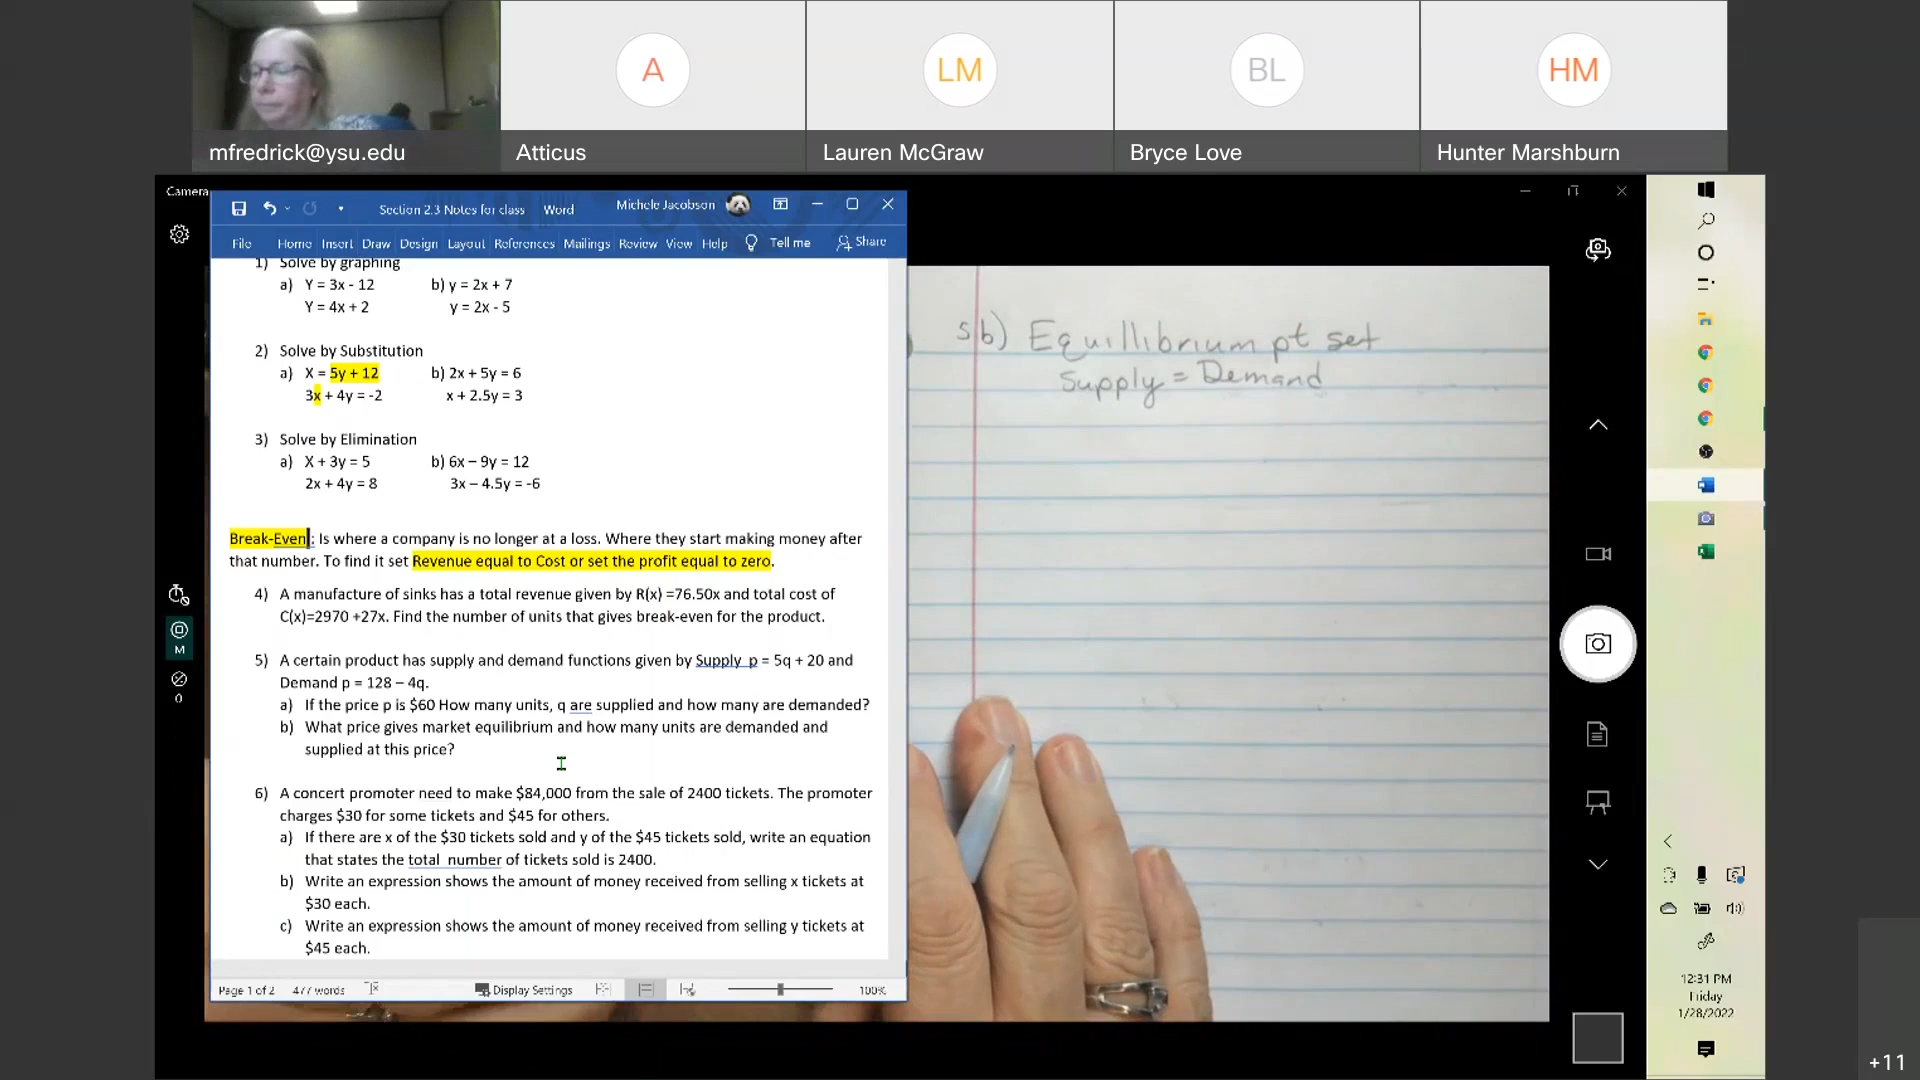 A
LM
BL
HM
mfredrick@ysu.edu
Atticus
Lauren McGraw
Bryce Love
Hunter Marshburn
Camera
Section 2.3 Notes for class Word
Michele Jacobson
File Home Insert Draw Design Layout References Mailings Review View Help Tell me Share
1) Solve by graphing
a) Y = 3x - 12 b) y = 2x + 7
Y = 4x + 2 y = 2x - 5
2) Solve by Substitution
a) X = 5y + 12 b) 2x + 5y = 6
3x + 4y = -2 x + 2.5y = 3
3) Solve by Elimination
a) X + 3y = 5 b) 6x – 9y = 12
2x + 4y = 8 3x – 4.5y = -6
Break-Even: Is where a company is no longer at a loss. Where they start making money after
that number. To find it set Revenue equal to Cost or set the profit equal to zero.
4) A manufacture of sinks has a total revenue given by R(x) =76.50x and total cost of
C(x)=2970 +27x. Find the number of units that gives break-even for the product.
5) A certain product has supply and demand functions given by Supply p = 5q + 20 and
Demand p = 128 – 4q.
a) If the price p is $60 How many units, q are supplied and how many are demanded?
b) What price gives market equilibrium and how many units are demanded and
supplied at this price?
6) A concert promoter need to make $84,000 from the sale of 2400 tickets. The promoter
charges $30 for some tickets and $45 for others.
a) If there are x of the $30 tickets sold and y of the $45 tickets sold, write an equation
that states the total number of tickets sold is 2400.
b) Write an expression shows the amount of money received from selling x tickets at
$30 each.
c) Write an expression shows the amount of money received from selling y tickets at
$45 each.
Page 1 of 2 477 words Display Settings 100%
5b) Equillibrium pt set
Supply = Demand
M
0
12:31 PM
Friday
1/28/2022
+11